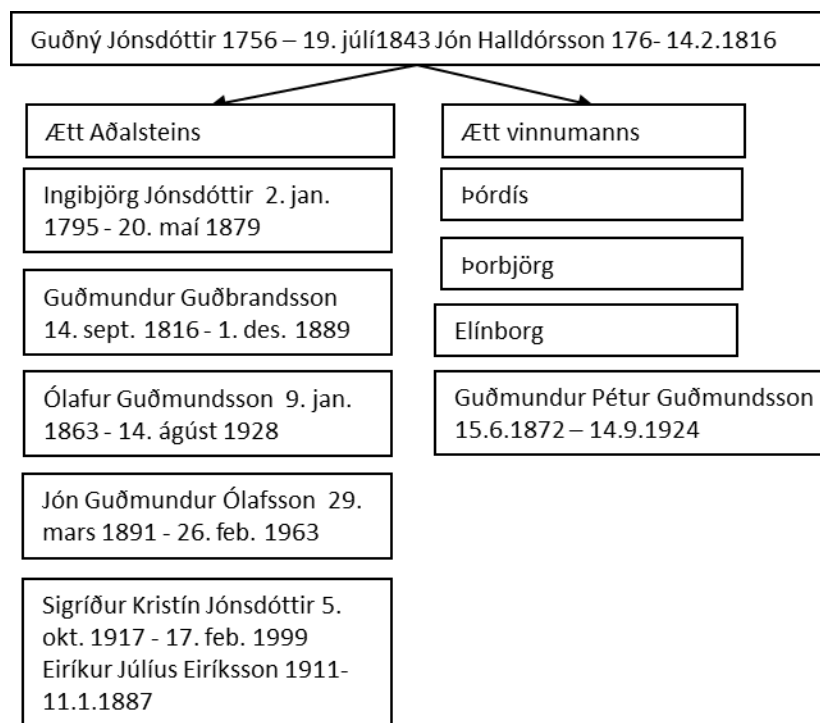 Guðný Jónsdóttir 1756 – 19. júlí1843 Jón Halldórsson 176- 14.2.1816
Ætt Aðalsteins
Ingibjörg Jónsdóttir  2. jan.
1795 - 20. maí 1879
Guðmundur Guðbrandsson
14. sept. 1816 - 1. des. 1889
Ólafur Guðmundsson  9. jan.
1863 - 14. ágúst 1928
Jón Guðmundur Ólafsson  29.
mars 1891 - 26. feb. 1963
Sigríður Kristín Jónsdóttir 5.
okt. 1917 - 17. feb. 1999
Eiríkur Júlíus Eiríksson 1911-
11.1.1887
Ætt vinnumanns
Þórdís
Þorbjörg
Elínborg
Guðmundur Pétur Guðmundsson
15.6.1872 – 14.9.1924